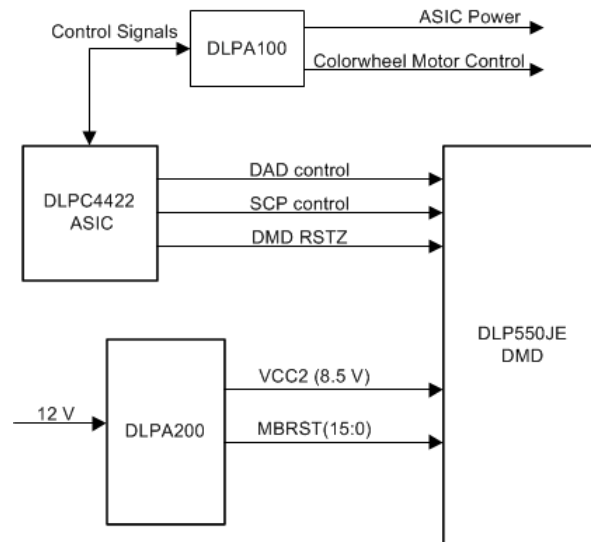 ASIC Power
Control Signals
DLPA100
Colorwheel Motor Control
DAD control
DLPC4422
ASIC
SCP control
DMD RSTZ
DLP550JE
DMD
VCC2 (8.5 V)
12 V
DLPA200
MBRST(15:0)